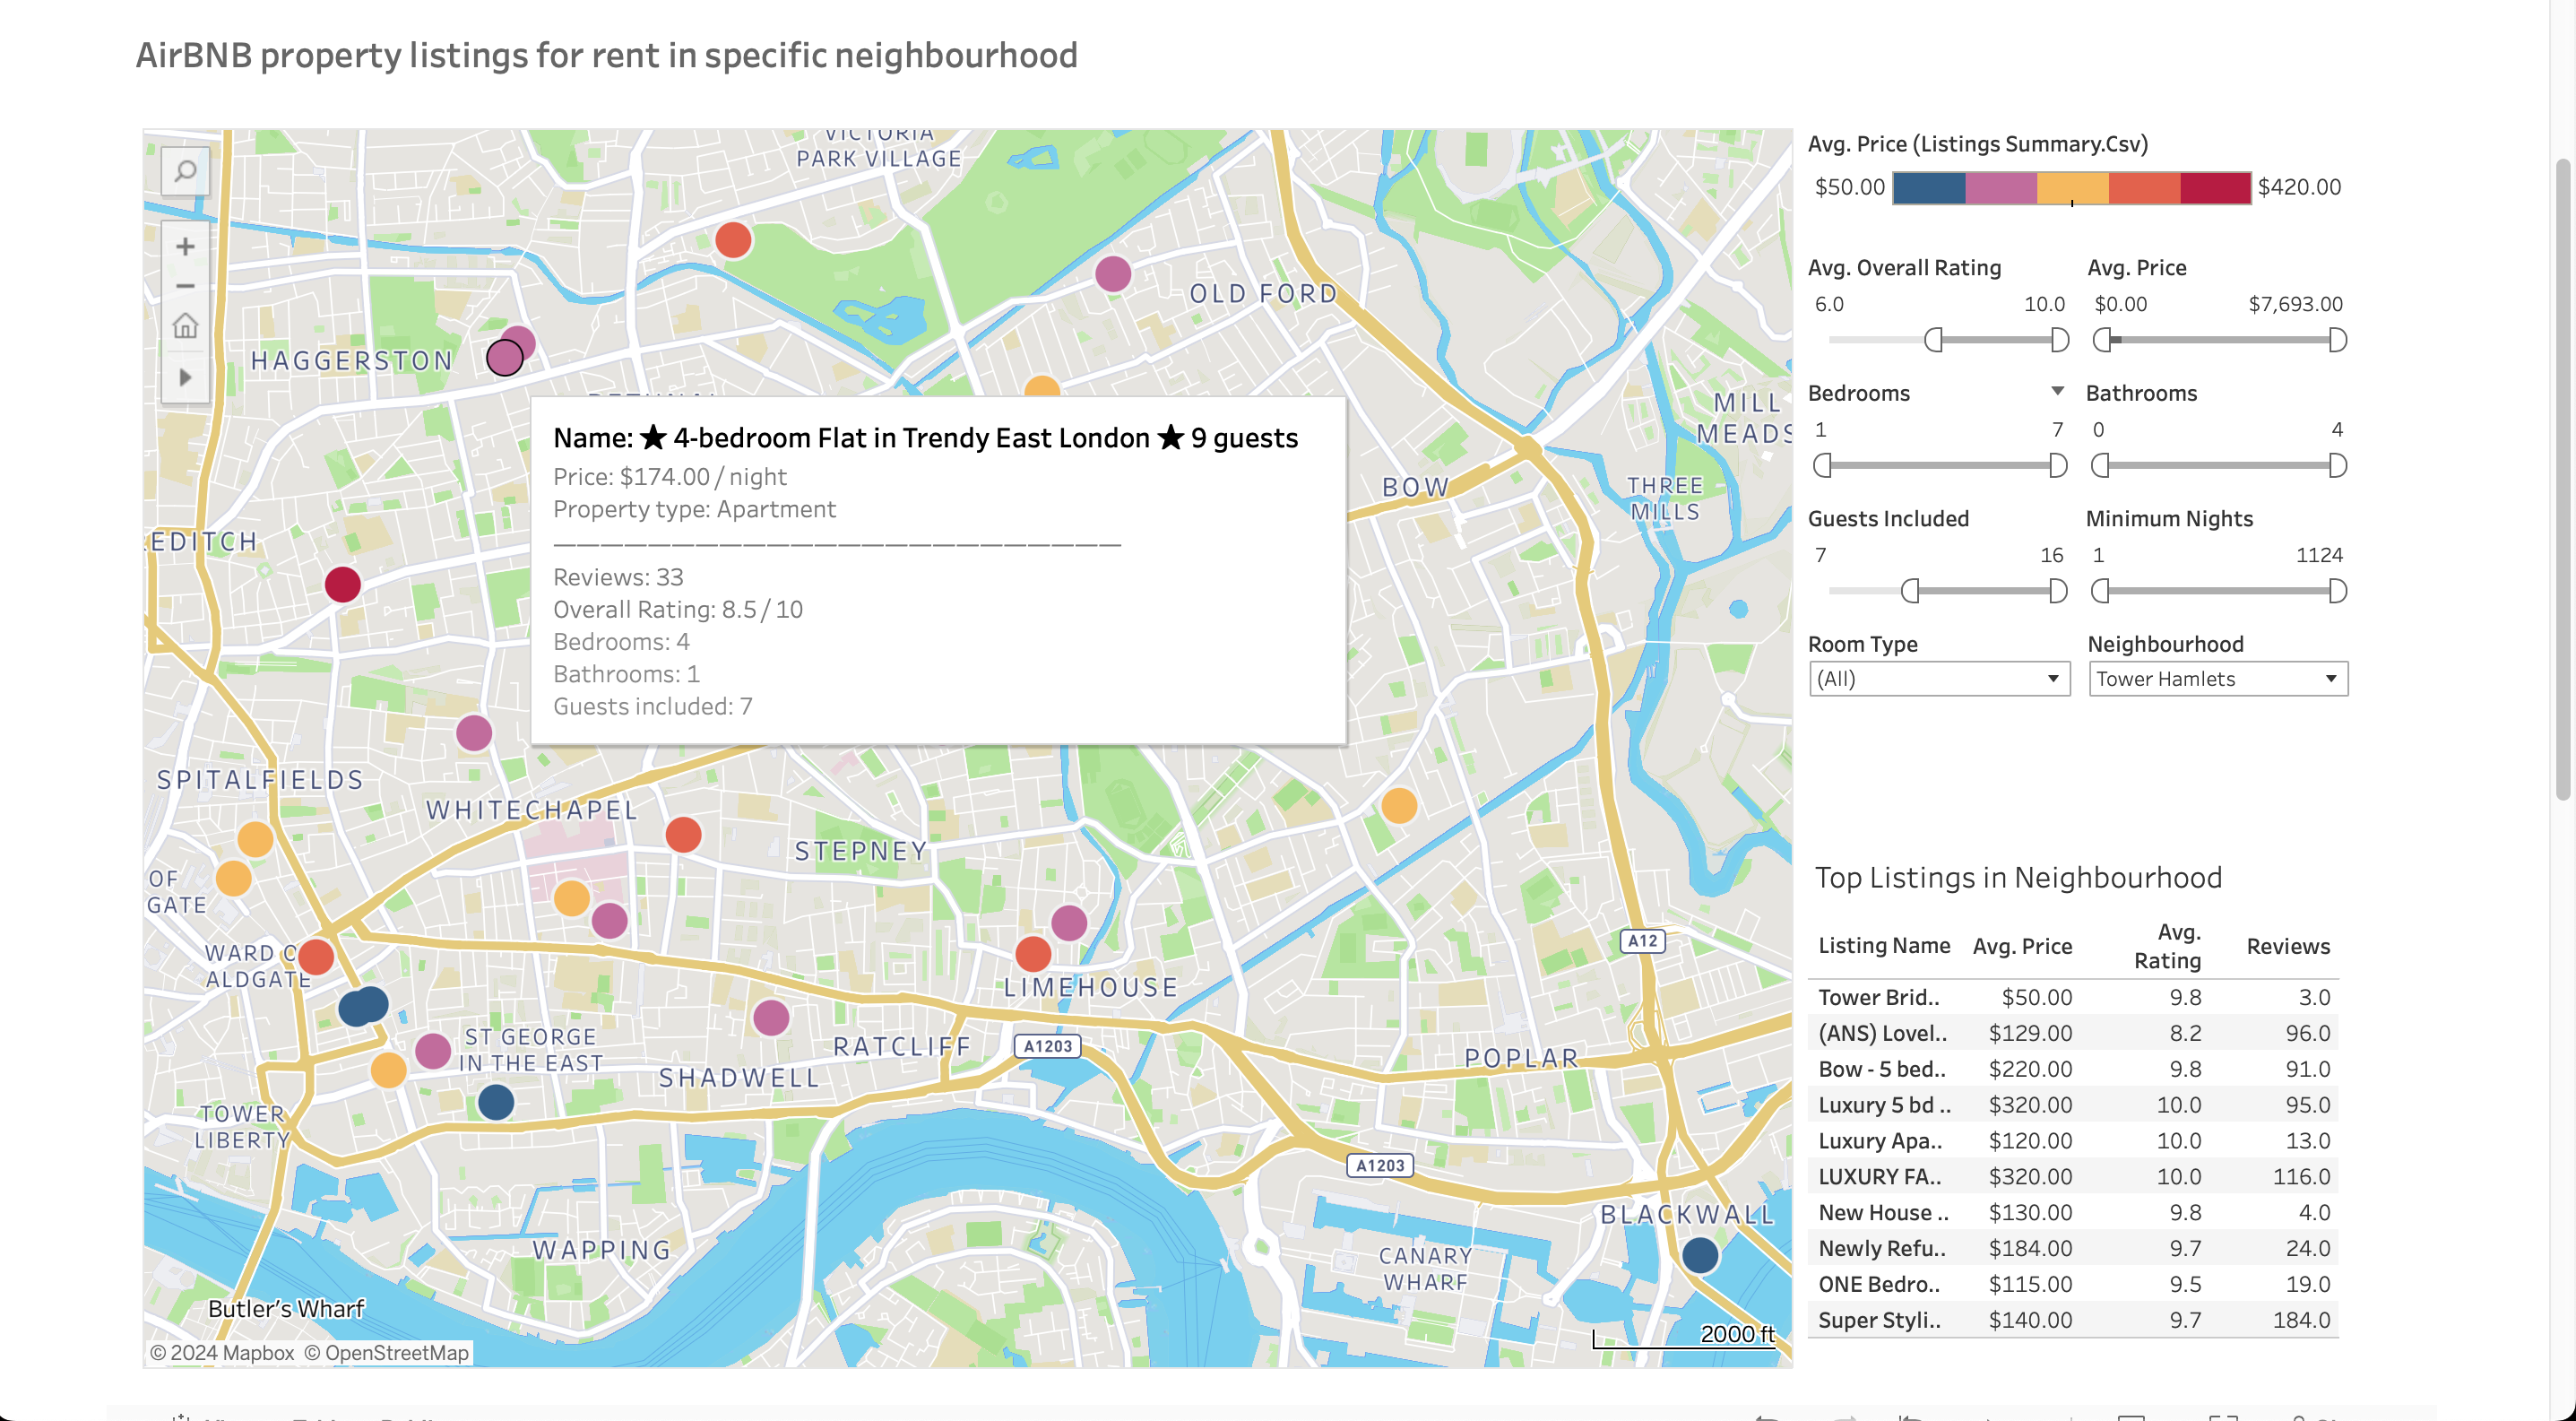 AirBNB property listings for rent in specific neighbourhood
VICTORIA
PARK VILLAGE
OLD FORD
HAGGERSTON
MILL
MEADS
Name: ★ 4-bedroom Flat in Trendy East London ★ 9 guests
Price: $174.00 / night
Property type: Apartment
————————————————————————
Reviews: 33
Overall Rating: 8.5 / 10
Bedrooms: 4
Bathrooms: 1
Guests included: 7
BOW
THREE
MILLS
EDITCH
SPITALFIELDS
WHITECHAPEL
STEPNEY
OF
GATE
WARD O
ALDGATE
A12
LIMEHOUSE
ST GEORGE
IN THE EAST
RATCLIFF
A1203
SHADWELL
POPLAR
TOWER
LIBERTY
A1203
BLACKWALL
WAPPING
CANARY
WHARF
Butler's Wharf
2000 ft
© 2024 Mapbox © OpenStreetMap
Avg. Price (Listings Summary.Csv)
$50.00 $420.00
Avg. Overall Rating Avg. Price
6.0 10.0 $0.00 $7,693.00
Bedrooms Bathrooms
1 7 0 4
Guests Included Minimum Nights
7 16 1 1124
Room Type Neighbourhood
(All) Tower Hamlets
Top Listings in Neighbourhood
Listing Name Avg. Price Avg. Rating Reviews
Tower Brid.. $50.00 9.8 3.0
(ANS) Lovel.. $129.00 8.2 96.0
Bow - 5 bed.. $220.00 9.8 91.0
Luxury 5 bd .. $320.00 10.0 95.0
Luxury Apa.. $120.00 10.0 13.0
LUXURY FA.. $320.00 10.0 116.0
New House .. $130.00 9.8 4.0
Newly Refu.. $184.00 9.7 24.0
ONE Bedro.. $115.00 9.5 19.0
Super Styli.. $140.00 9.7 184.0